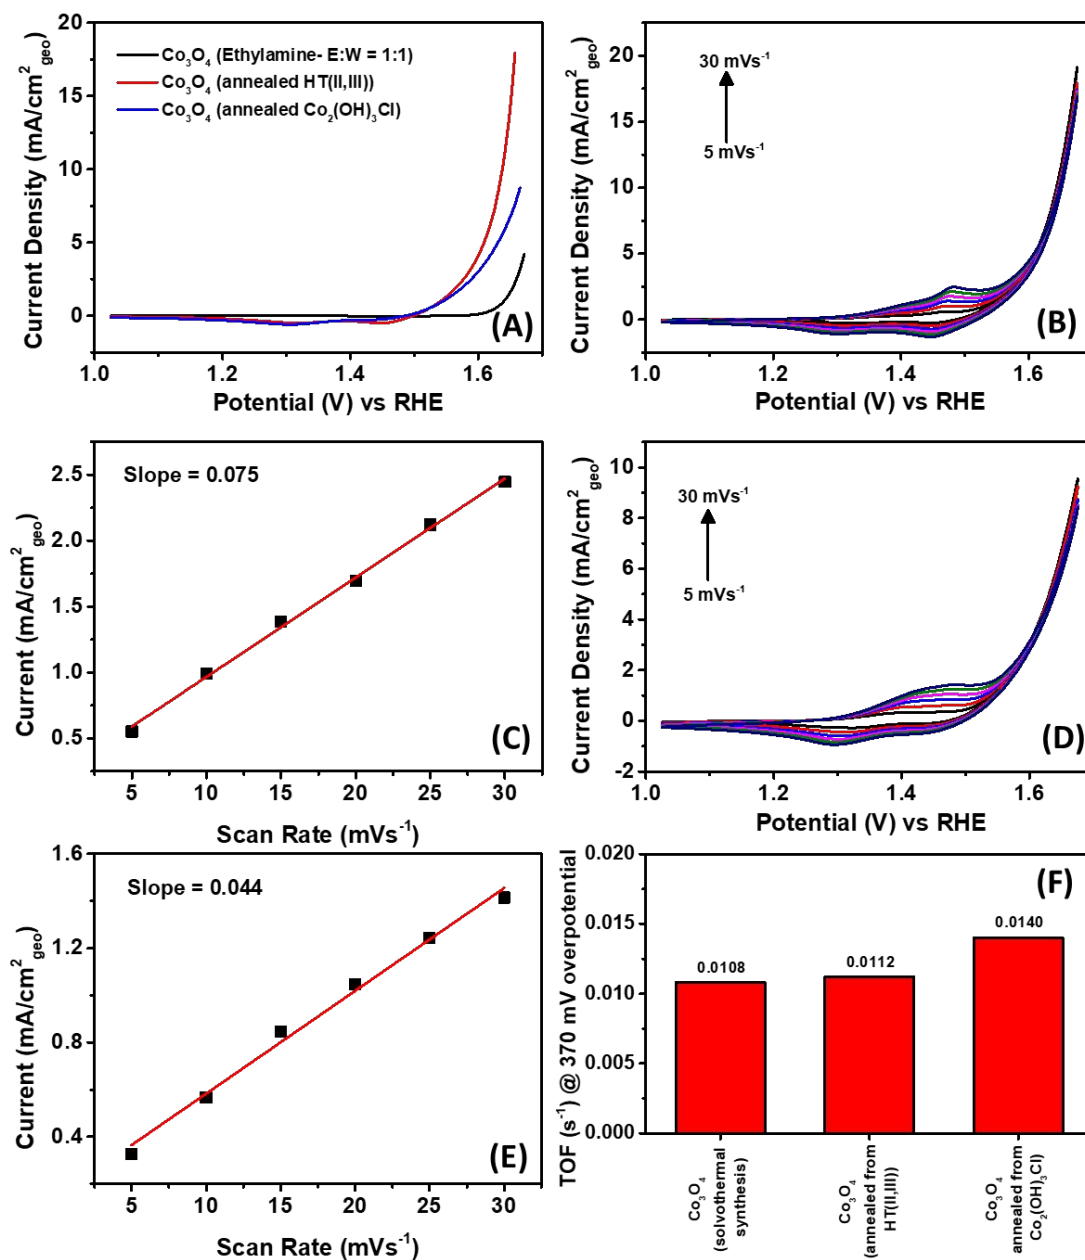 20
15
10
5
0
Current Density (mA/cm²geo)
Co₃O₄ (Ethylamine- E:W = 1:1)
Co₃O₄ (annealed HT(II,III))
Co₃O₄ (annealed Co₂(OH)₃Cl)
(A)
1.0 1.2 1.4 1.6
Potential (V) vs RHE
20
15
10
5
0
Current Density (mA/cm²geo)
30 mVs⁻¹
5 mVs⁻¹
(B)
1.0 1.2 1.4 1.6
Potential (V) vs RHE
2.5
2.0
1.5
1.0
0.5
Current (mA/cm²geo)
Slope = 0.075
(C)
5 10 15 20 25 30
Scan Rate (mVs⁻¹)
10
8
6
4
2
0
-2
Current Density (mA/cm²geo)
30 mVs⁻¹
5 mVs⁻¹
(D)
1.0 1.2 1.4 1.6
Potential (V) vs RHE
1.6
1.2
0.8
0.4
Current (mA/cm²geo)
Slope = 0.044
(E)
5 10 15 20 25 30
Scan Rate (mVs⁻¹)
0.020
0.015
0.010
0.005
0.000
TOF (s⁻¹) @ 370 mV overpotential
(F)
0.0108
0.0112
0.0140
Co₃O₄
(solvothermal
synthesis)
Co₃O₄
(annealed from
HT(II,III))
Co₃O₄
annealed from
Co₂(OH)₃Cl)